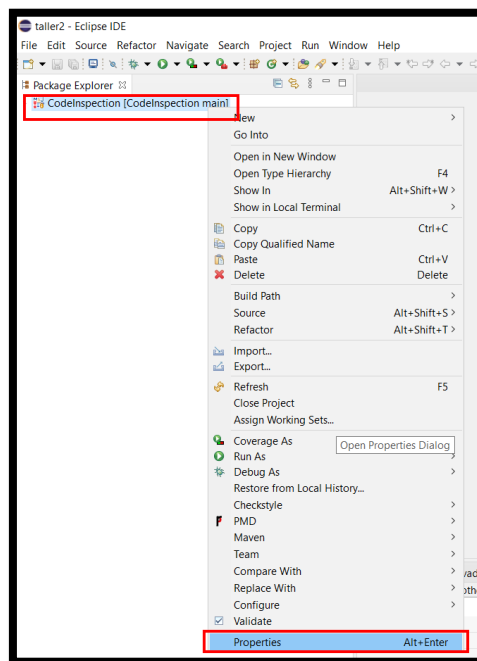 taller2 - Eclipse IDE
File Edit Source Refactor Navigate Search Project Run Window Help
Package Explorer
CodeInspection [CodeInspection main]
New
Go Into
Open in New Window
Open Type Hierarchy F4
Show In Alt+Shift+W
Show in Local Terminal
Copy Ctrl+C
Copy Qualified Name
Paste Ctrl+V
Delete Delete
Build Path
Source Alt+Shift+S
Refactor Alt+Shift+T
Import...
Export...
Refresh F5
Close Project
Assign Working Sets...
Coverage As
Open Properties Dialog
Run As
Debug As
Restore from Local History...
Checkstyle
PMD
Maven
Team
Compare With
Replace With
Configure
Validate
Properties Alt+Enter